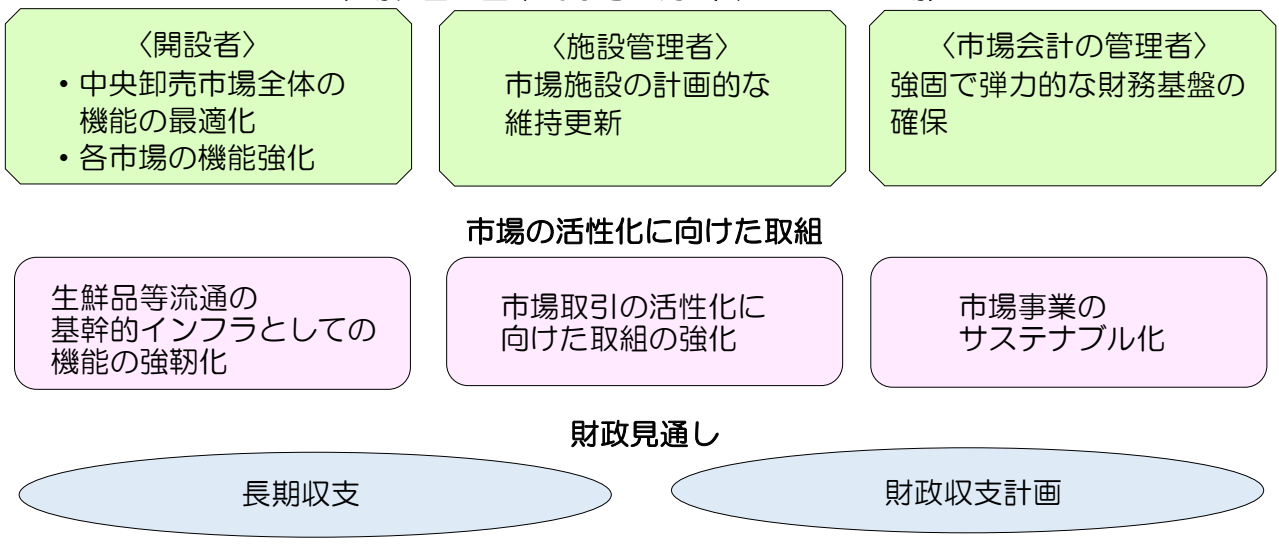 〈開設者〉
・中央卸売市場全体の
機能の最適化
・各市場の機能強化
〈施設管理者〉
市場施設の計画的な
維持更新
〈市場会計の管理者〉
強固で弾力的な財務基盤の
確保
市場の活性化に向けた取組
生鮮品等流通の
基幹的インフラとしての
機能の強靭化
市場取引の活性化に
向けた取組の強化
市場事業の
サステナブル化
財政見通し
長期収支
財政収支計画